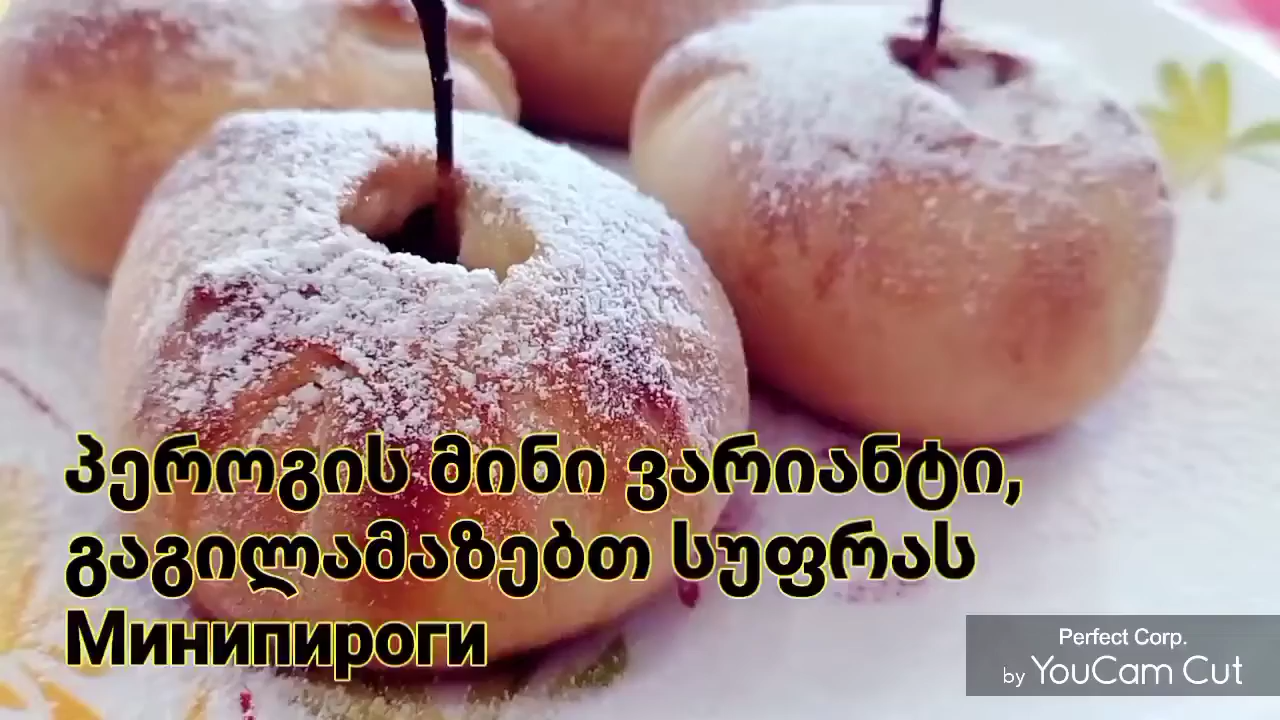 პეროგის მინი ვარიანტი,
გაგილამაზებთ სუფრას
Минипироги
Perfect Corp.
by YouCam Cut